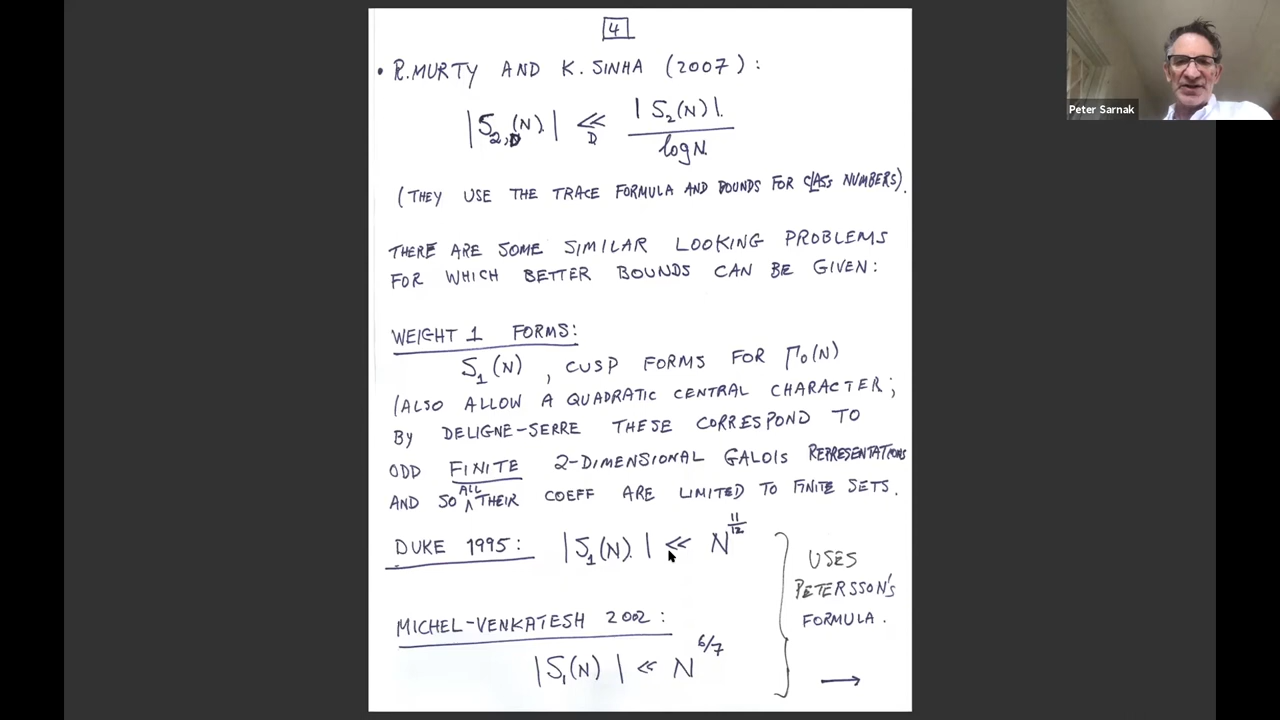 4
Peter Sarnak
• R. MURTY AND K. SINHA (2007):
|S_{2,D}(N)| ≪_D |S_2(N)| / log N
(THEY USE THE TRACE FORMULA AND BOUNDS FOR CLASS NUMBERS).
THERE ARE SOME SIMILAR LOOKING PROBLEMS
FOR WHICH BETTER BOUNDS CAN BE GIVEN:
WEIGHT 1 FORMS:
S_1(N), CUSP FORMS FOR Γ_0(N)
(ALSO ALLOW A QUADRATIC CENTRAL CHARACTER;
BY DELIGNE-SERRE THESE CORRESPOND TO
ODD FINITE 2-DIMENSIONAL GALOIS REPRESENTATIONS
AND SO ALL THEIR COEFF ARE LIMITED TO FINITE SETS.
DUKE 1995: |S_1(N)| ≪ N^{11/12}
MICHEL-VENKATESH 2002:
|S_1(N)| ≪ N^{6/7}
USES
PETERSSON'S
FORMULA.
→